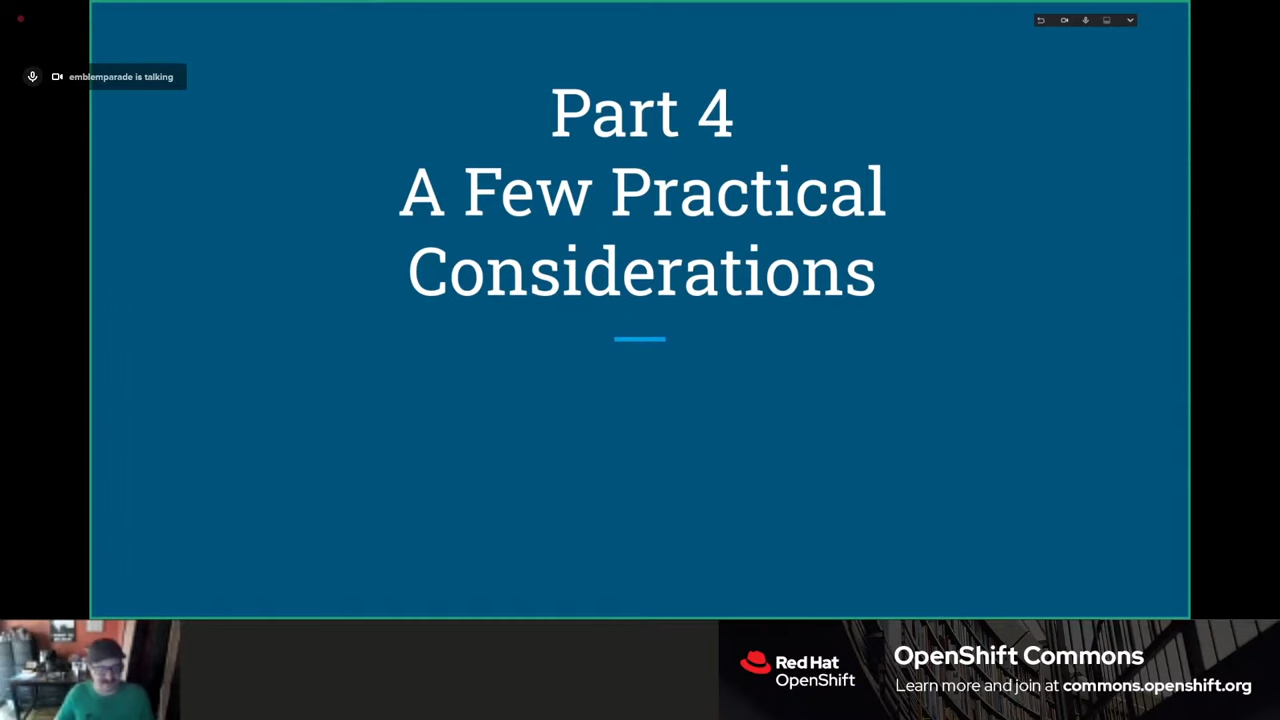 emblemparade is talking
Part 4
A Few Practical
Considerations
Red Hat
OpenShift
OpenShift Commons
Learn more and join at commons.openshift.org